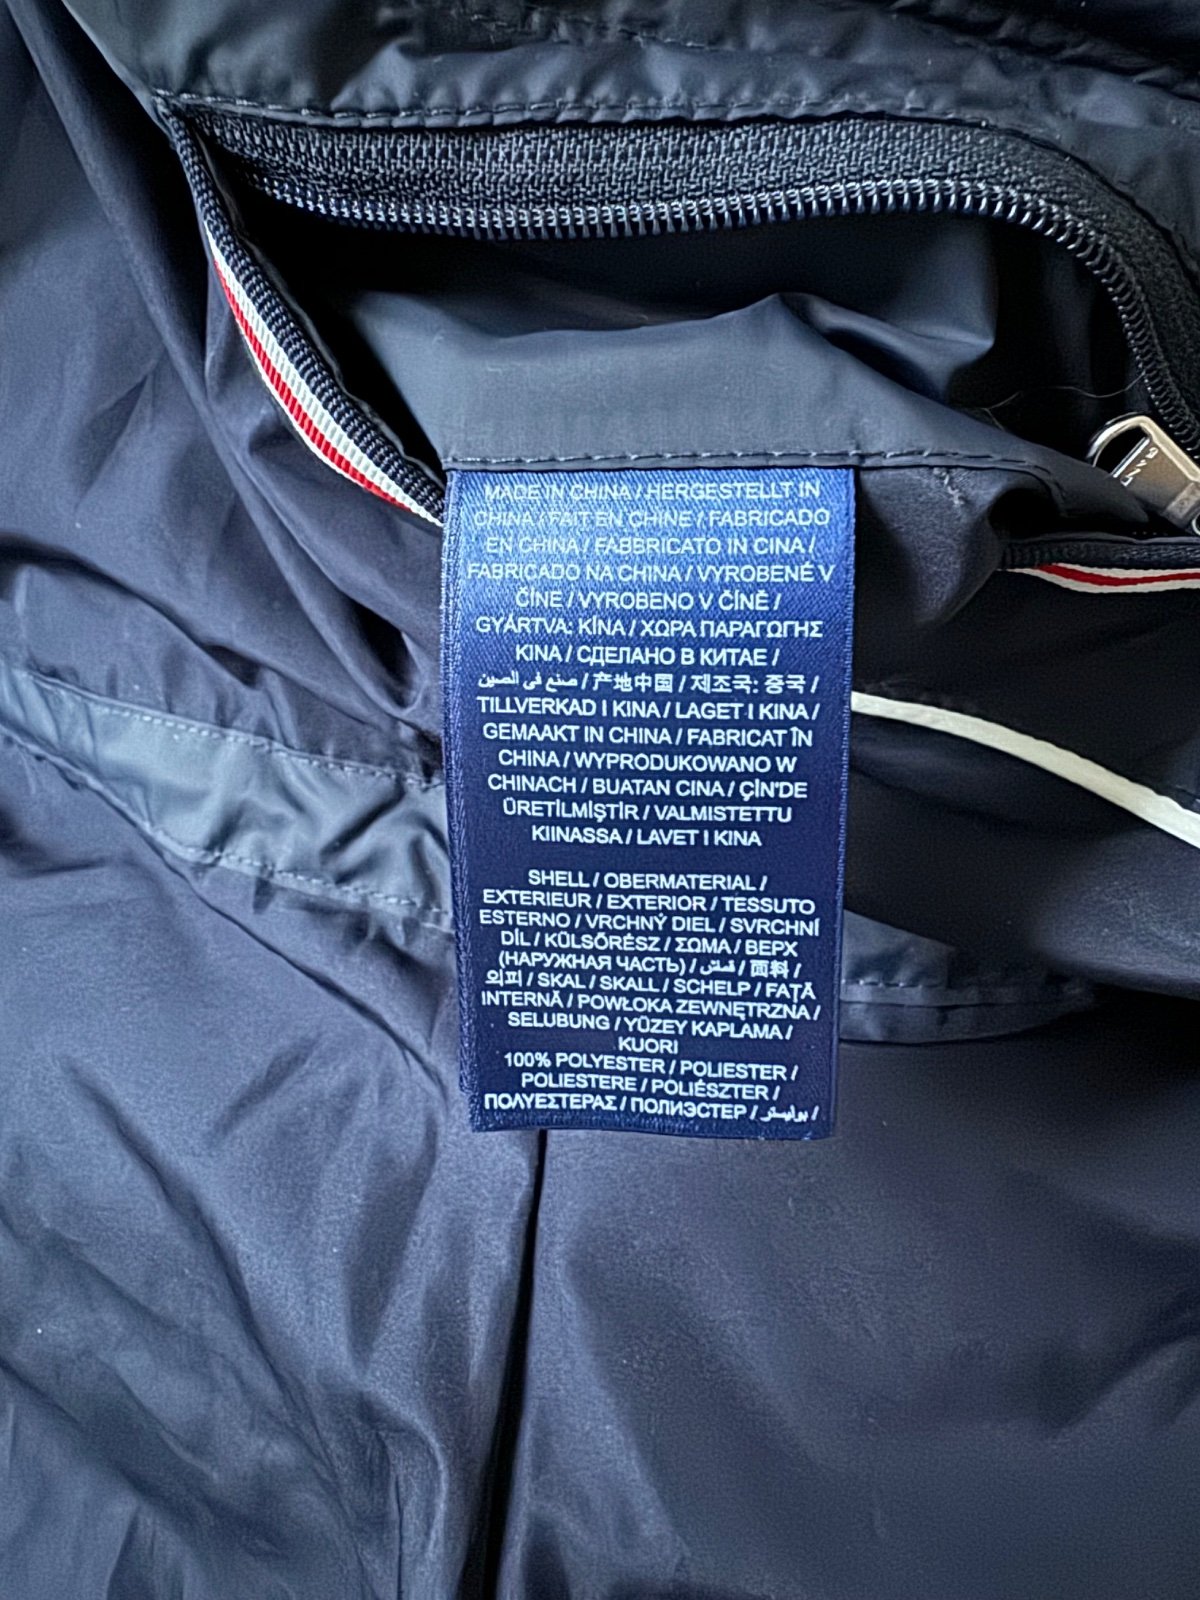 GANT
MADE IN CHINA / HERGESTELLT IN
CHINA / FAIT EN CHINE / FABRICADO
EN CHINA / FABBRICATO IN CINA /
FABRICADO NA CHINA / VYROBENÉ V
ČÍNE / VYROBENO V ČÍNĚ /
GYÁRTVA: KÍNA / ΧΩΡΑ ΠΑΡΑΓΩΓΗΣ
KINA / СДЕЛАНО В КИТАЕ /
صنع في الصين / 产地中国 / 제조국: 중국 /
TILLVERKAD I KINA / LAGET I KINA /
GEMAAKT IN CHINA / FABRICAT ÎN
CHINA / WYPRODUKOWANO W
CHINACH / BUATAN CINA / ÇİN'DE
ÜRETİLMİŞTİR / VALMISTETTU
KIINASSA / LAVET I KINA
SHELL / OBERMATERIAL /
EXTERIEUR / EXTERIOR / TESSUTO
ESTERNO / VRCHNÝ DIEL / SVRCHNÍ
DÍL / KÜLSŐRÉSZ / ΣΩΜΑ / ВЕРХ
(НАРУЖНАЯ ЧАСТЬ) / قماش / 面料 /
외피 / SKAL / SKALL / SCHELP / FAȚĂ
INTERNĂ / POWŁOKA ZEWNĘTRZNA /
SELUBUNG / YÜZEY KAPLAMA /
KUORI
100% POLYESTER / POLIESTER /
POLIESTERE / POLIÉSZTER /
ΠΟΛΥΕΣΤΕΡΑΣ / ПОЛИЭСТЕР / بوليستر /